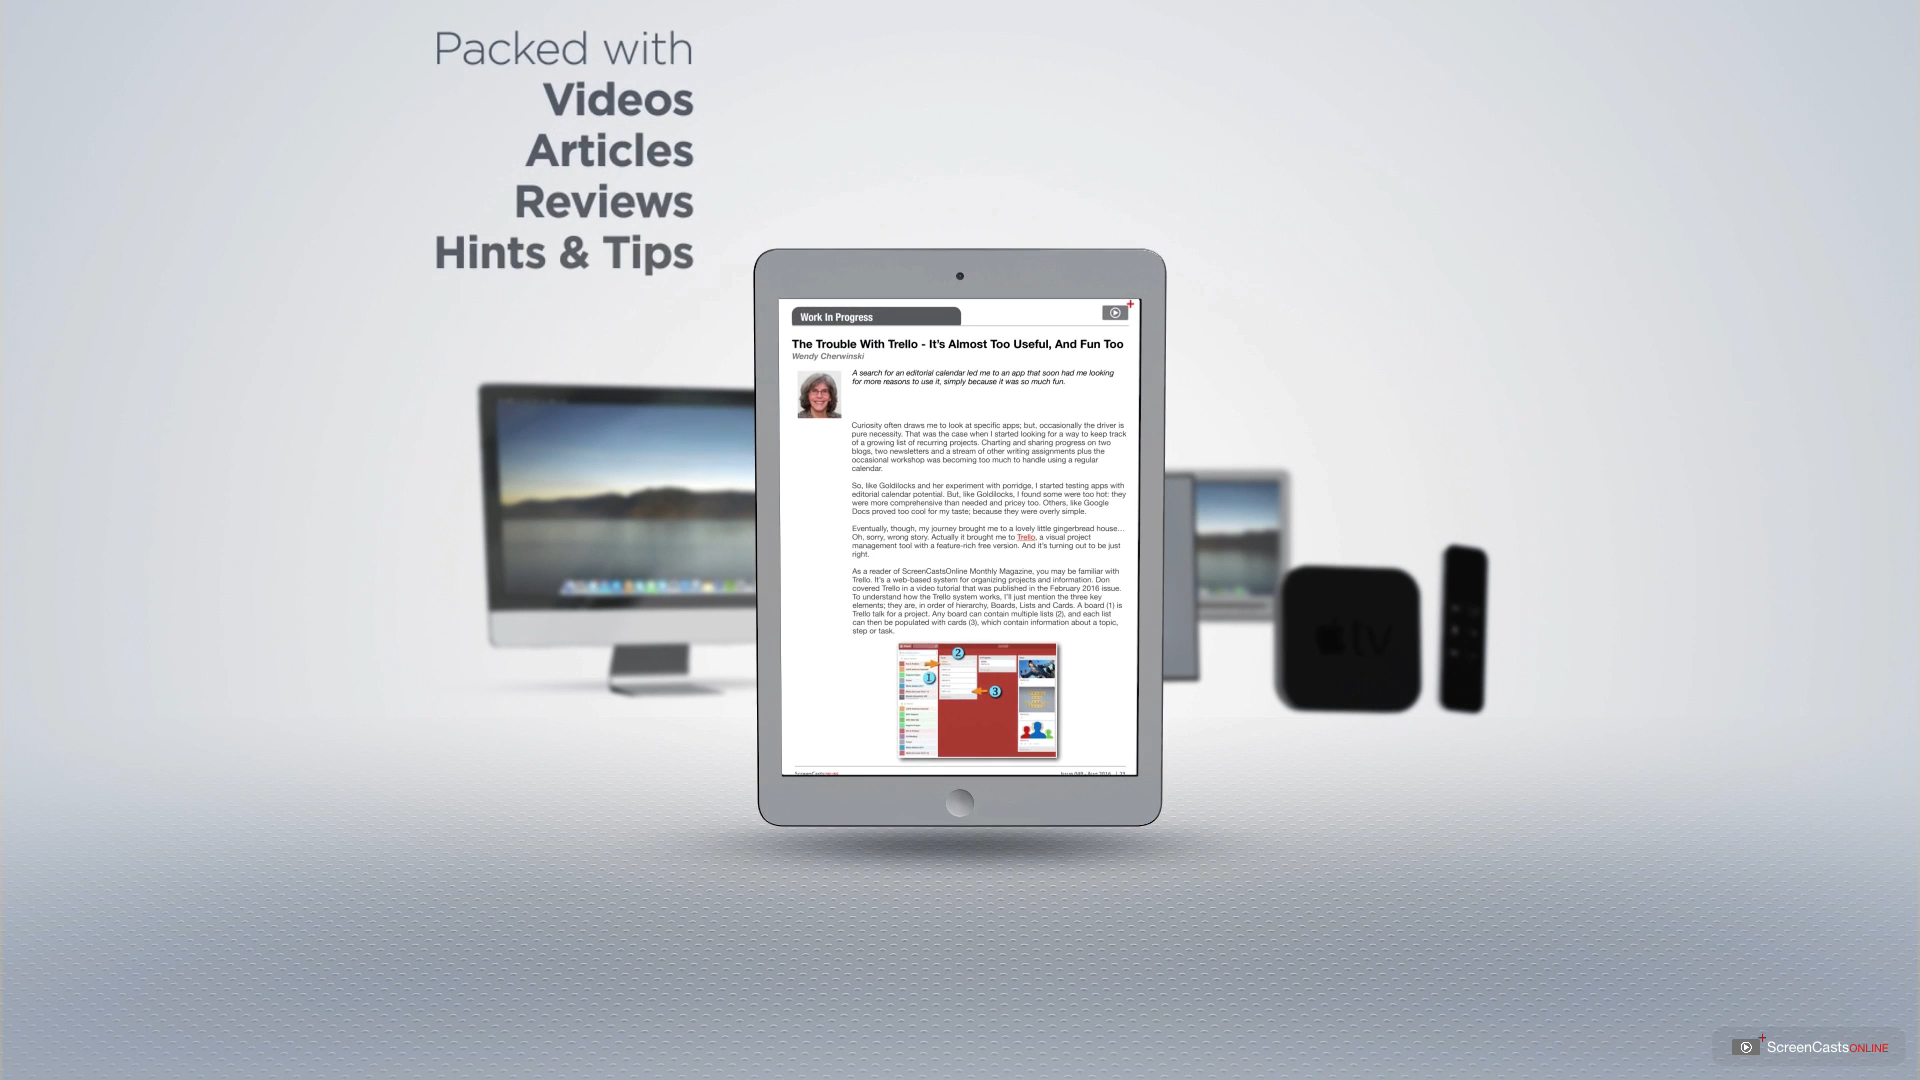 Packed with
Videos
Articles
Reviews
Hints & Tips
Work In Progress
The Trouble With Trello - It's Almost Too Useful, And Fun Too
Wendy Cherwinski
A search for an editorial calendar led me to an app that soon had me looking
for more reasons to use it, simply because it was so much fun.
Curiosity often draws me to look at specific apps; but, occasionally the driver is
pure necessity. That was the case when I started looking for a way to keep track
of a growing list of recurring projects. Charting and sharing progress on two
blogs, two newsletters and a stream of other writing assignments plus the
occasional workshop was becoming too much to handle using a regular
calendar.
So, like Goldilocks and her experiment with porridge, I started testing apps with
editorial calendar potential. But, like Goldilocks, I found some were too hot: they
were more comprehensive than needed and pricey too. Others, like Google
Docs proved too cool for my taste; because they were overly simple.
Eventually, though, my journey brought me to a lovely little gingerbread house...
Oh, sorry, wrong story. Actually it brought me to Trello, a visual project
management tool with a feature-rich free version. And it's turning out to be just
right.
As a reader of ScreenCastsOnline Monthly Magazine, you may be familiar with
Trello. It's a web-based system for organizing projects and information. Don
covered Trello in a video tutorial that was published in the February 2016 issue.
To understand how the Trello system works, I'll just mention the three key
elements; they are, in order of hierarchy, Boards, Lists and Cards. A board (1) is
Trello talk for a project. Any board can contain multiple lists (2), and each list
can then be populated with cards (3), which contain information about a topic,
step or task.
2
1
3
tv
ScreenCastsONLINE